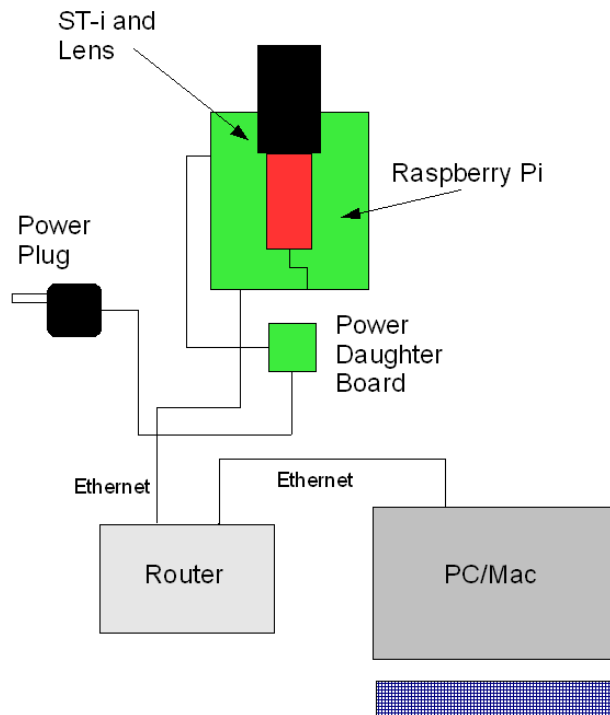 ST-i and
Lens
Raspberry Pi
Power
Plug
Power
Daughter
Board
Ethernet
Ethernet
Router
PC/Mac